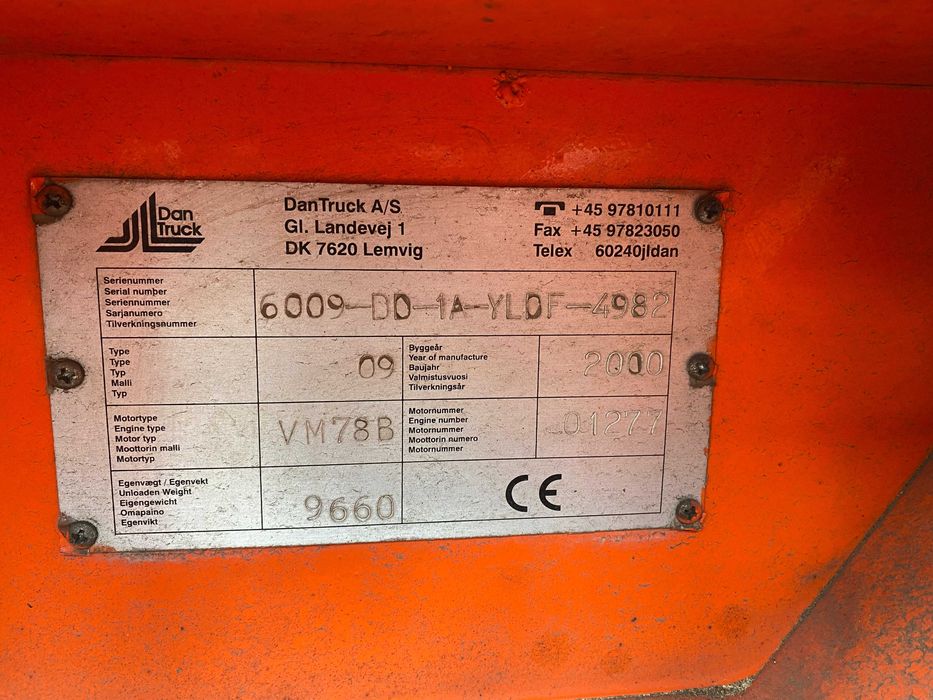 Dan
Truck
DanTruck A/S
Gl. Landevej 1
DK 7620 Lemvig
☎ +45 97810111
Fax +45 97823050
Telex 60240jldan
Serienummer
Serial number
Seriennummer
Sarjanumero
Tilverkningsnummer
6009-DD-1A-YLDF-4982
Type
Type
Typ
Malli
Typ
09
Byggeår
Year of manufacture
Baujahr
Valmistusvuosi
Tilverkningsår
2000
Motortype
Engine type
Motor typ
Moottorin malli
Motortyp
VM78B
Motornummer
Engine number
Motornummer
Moottorin numero
Motornummer
01277
Egenvægt / Egenvekt
Unloaden Weight
Eigengewicht
Omapaino
Egenvikt
9660
CE